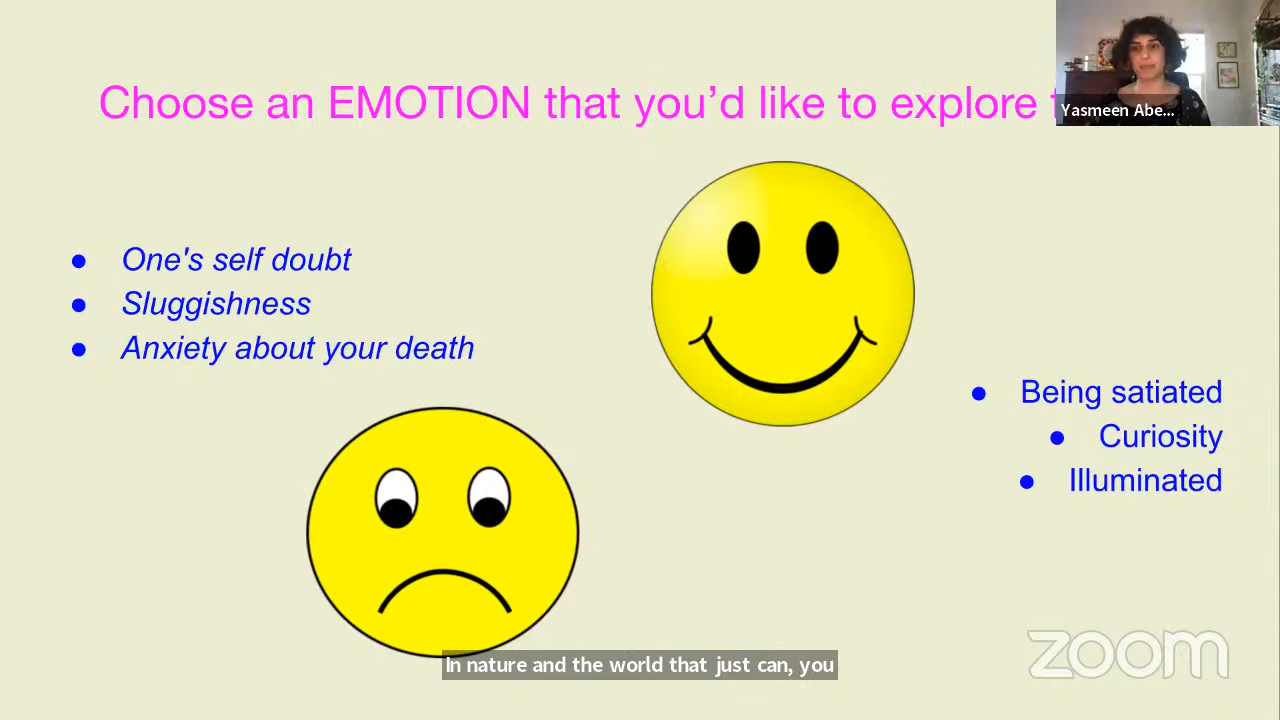 Choose an EMOTION that you'd like to explore
Yasmeen Abe...
● One's self doubt
● Sluggishness
● Anxiety about your death
● Being satiated
● Curiosity
● Illuminated
In nature and the world that just can, you
zoom